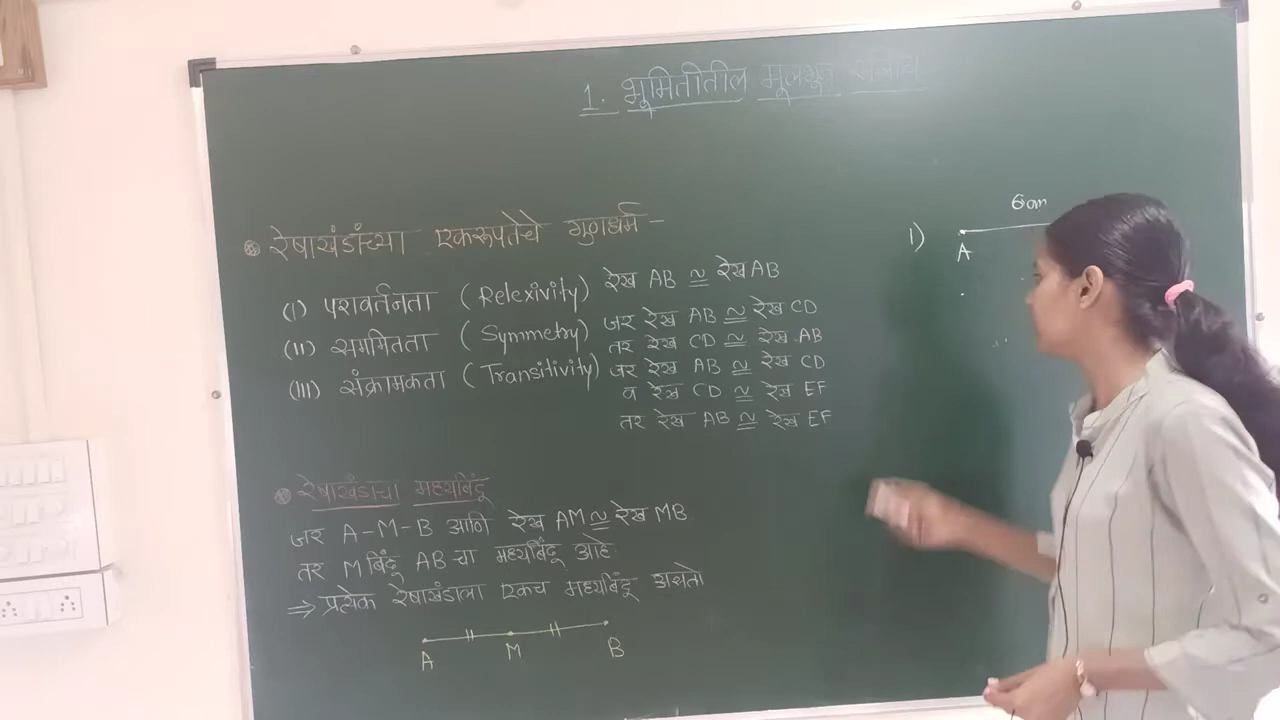 1. भूमितीतील मूलभूत संबोध
रेषाखंडांच्या एकरूपतेचे गुणधर्म -
(I) परावर्तनता (Relexivity) रेख AB ≅ रेख AB
(II) सममितता (Symmetry) जर रेख AB ≅ रेख CD
तर रेख CD ≅ रेख AB
(III) संक्रामकता (Transitivity) जर रेख AB ≅ रेख CD
व रेख CD ≅ रेख EF
तर रेख AB ≅ रेख EF
रेषाखंडाचा मध्यबिंदू
जर A-M-B आणि रेख AM ≅ रेख MB
तर M बिंदू AB चा मध्यबिंदू आहे.
⇒ प्रत्येक रेषाखंडाला एकच मध्यबिंदू असतो
A M B
1) 6cm
A